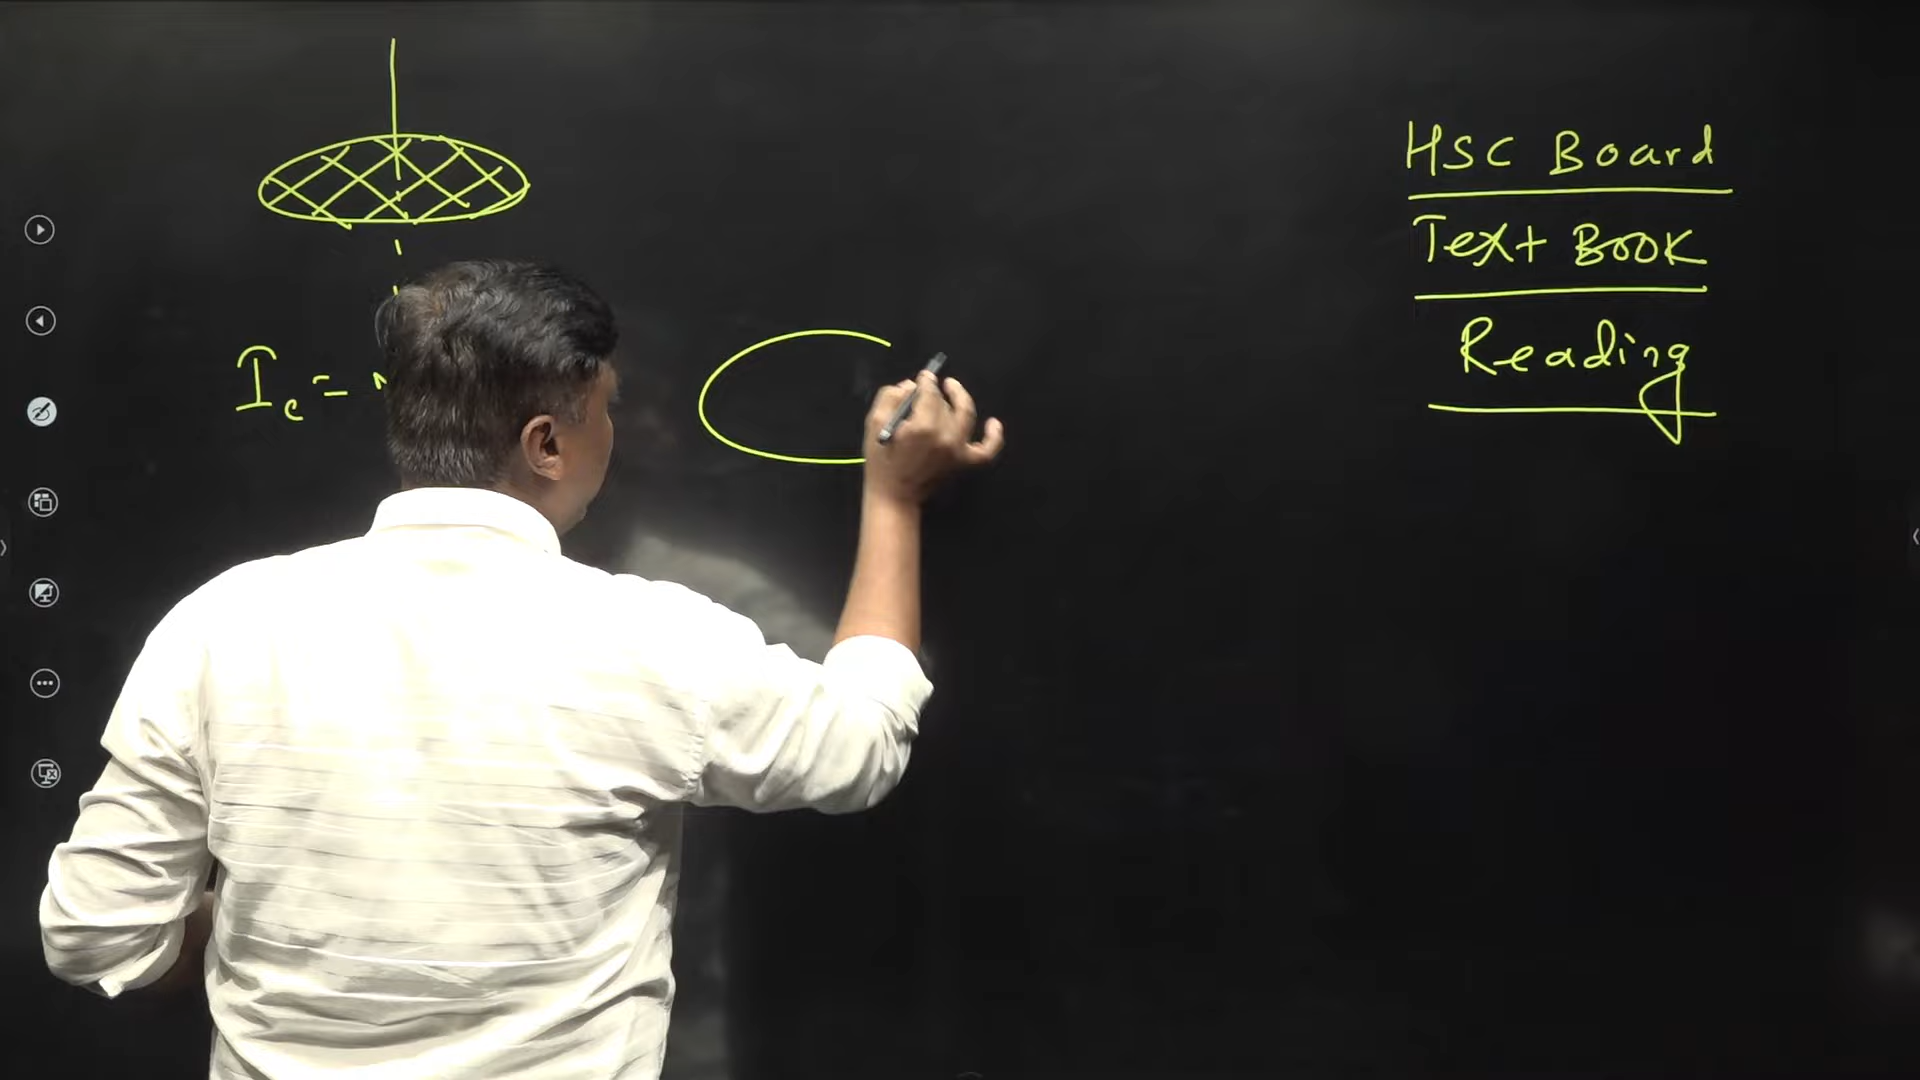 I_c =
HSC Board
Text Book
Reading